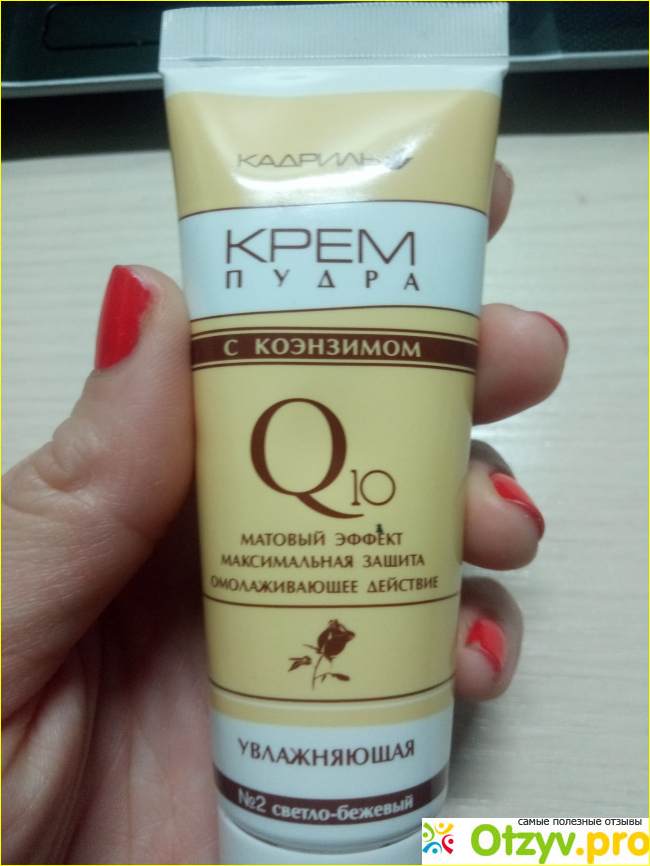 КАДРИЛЬ
КРЕМ
ПУДРА
С КОЭНЗИМОМ
Q10
МАТОВЫЙ ЭФФЕКТ
МАКСИМАЛЬНАЯ ЗАЩИТА
ОМОЛАЖИВАЮЩЕЕ ДЕЙСТВИЕ
УВЛАЖНЯЮЩАЯ
№2 светло-бежевый
самые полезные отзывы
Otzyv.pro